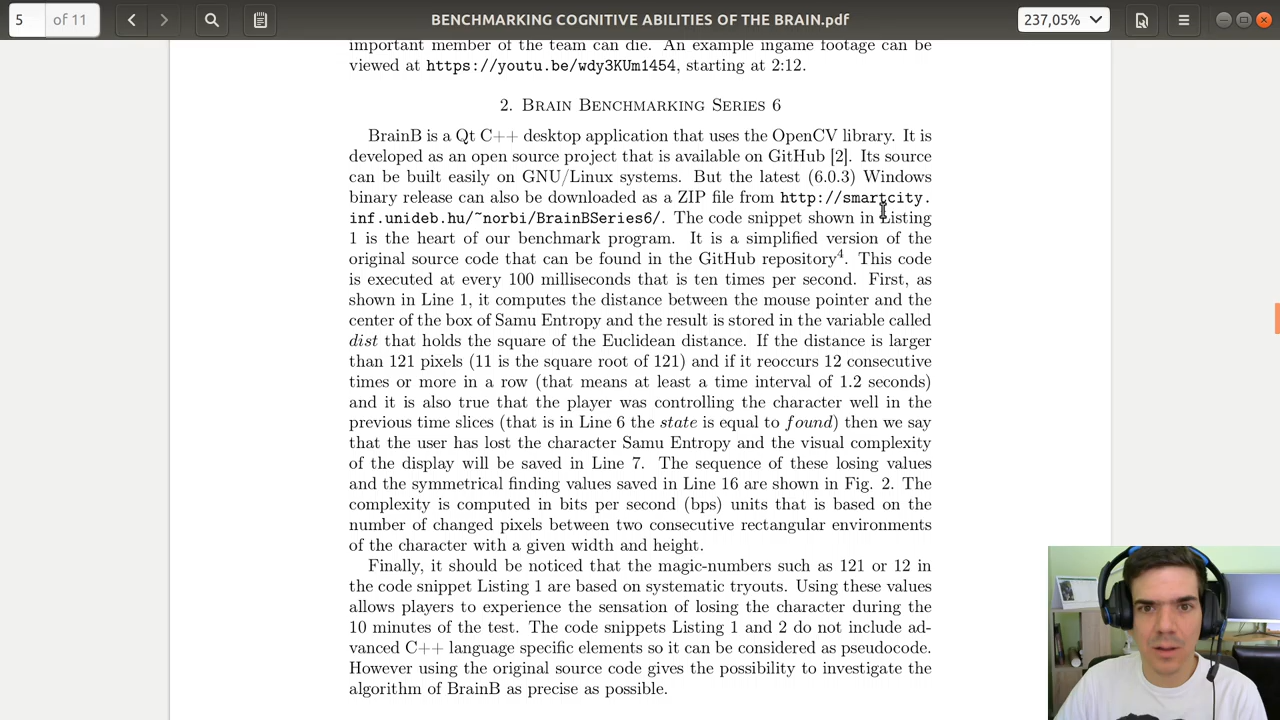 5
of 11
BENCHMARKING COGNITIVE ABILITIES OF THE BRAIN.pdf
237,05%
important member of the team can die. An example ingame footage can be
viewed at https://youtu.be/wdy3KUm1454, starting at 2:12.
2. Brain Benchmarking Series 6
BrainB is a Qt C++ desktop application that uses the OpenCV library. It is
developed as an open source project that is available on GitHub [2]. Its source
can be built easily on GNU/Linux systems. But the latest (6.0.3) Windows
binary release can also be downloaded as a ZIP file from http://smartcity.
inf.unideb.hu/~norbi/BrainBSeries6/. The code snippet shown in Listing
1 is the heart of our benchmark program. It is a simplified version of the
original source code that can be found in the GitHub repository4. This code
is executed at every 100 milliseconds that is ten times per second. First, as
shown in Line 1, it computes the distance between the mouse pointer and the
center of the box of Samu Entropy and the result is stored in the variable called
dist that holds the square of the Euclidean distance. If the distance is larger
than 121 pixels (11 is the square root of 121) and if it reoccurs 12 consecutive
times or more in a row (that means at least a time interval of 1.2 seconds)
and it is also true that the player was controlling the character well in the
previous time slices (that is in Line 6 the state is equal to found) then we say
that the user has lost the character Samu Entropy and the visual complexity
of the display will be saved in Line 7. The sequence of these losing values
and the symmetrical finding values saved in Line 16 are shown in Fig. 2. The
complexity is computed in bits per second (bps) units that is based on the
number of changed pixels between two consecutive rectangular environments
of the character with a given width and height.
Finally, it should be noticed that the magic-numbers such as 121 or 12 in
the code snippet Listing 1 are based on systematic tryouts. Using these values
allows players to experience the sensation of losing the character during the
10 minutes of the test. The code snippets Listing 1 and 2 do not include ad-
vanced C++ language specific elements so it can be considered as pseudocode.
However using the original source code gives the possibility to investigate the
algorithm of BrainB as precise as possible.